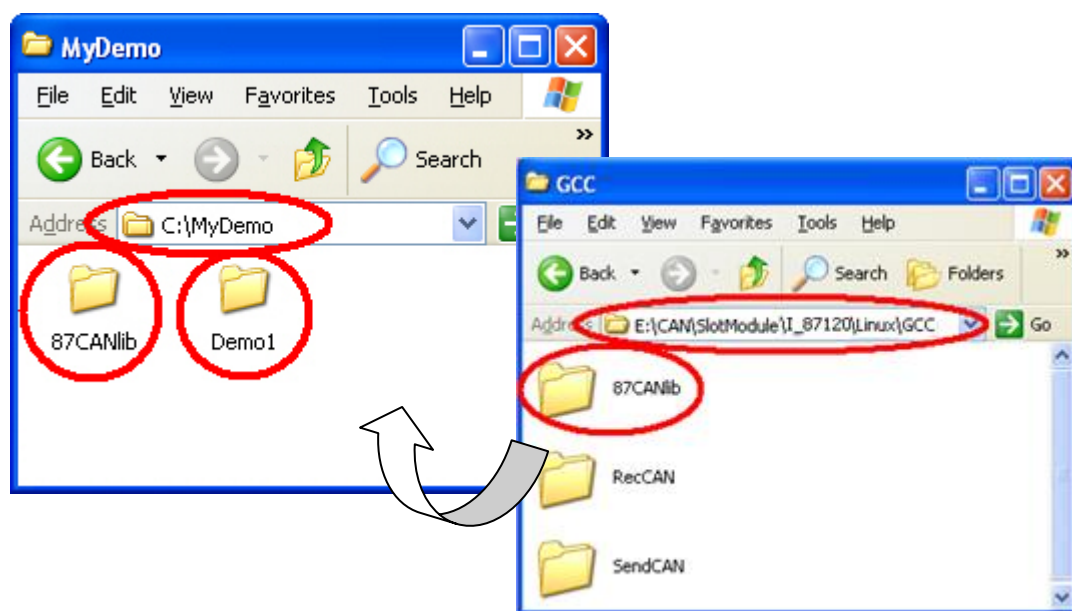 MyDemo
File Edit View Favorites Tools Help
Back Search
Address C:\MyDemo
87CANlib Demo1
GCC
File Edit View Favorites Tools Help
Back Search Folders
Address E:\CAN\SlotModule\I_87120\Linux\GCC Go
87CANlib
RecCAN
SendCAN